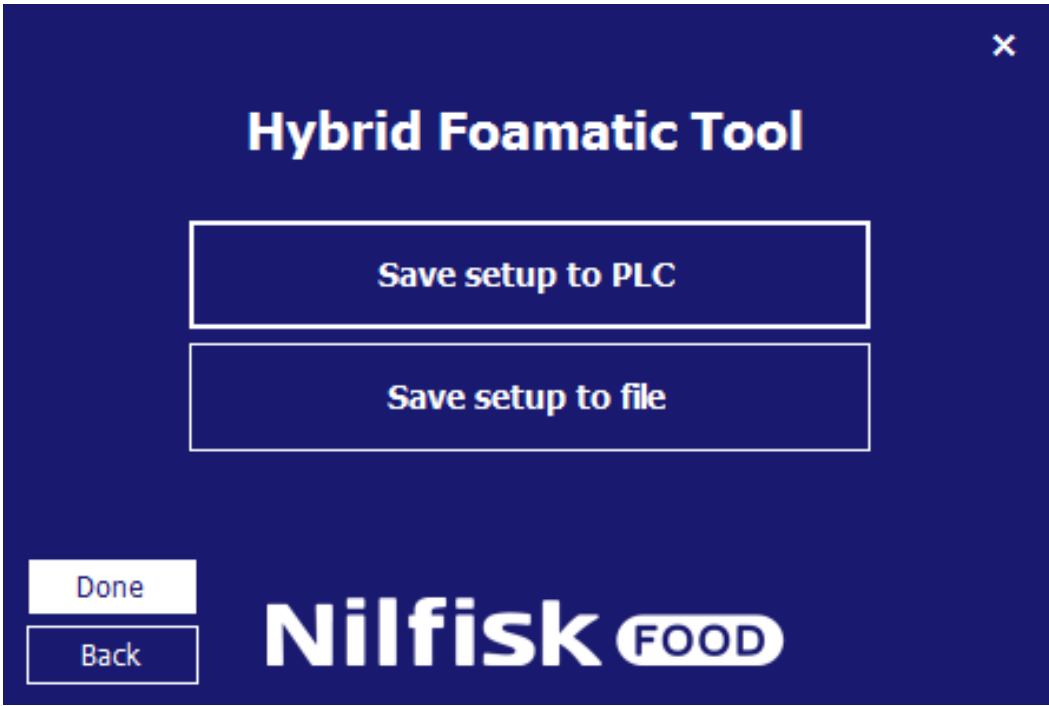 ×
Hybrid Foamatic Tool
Save setup to PLC
Save setup to file
Done
Back
Nilfisk FOOD